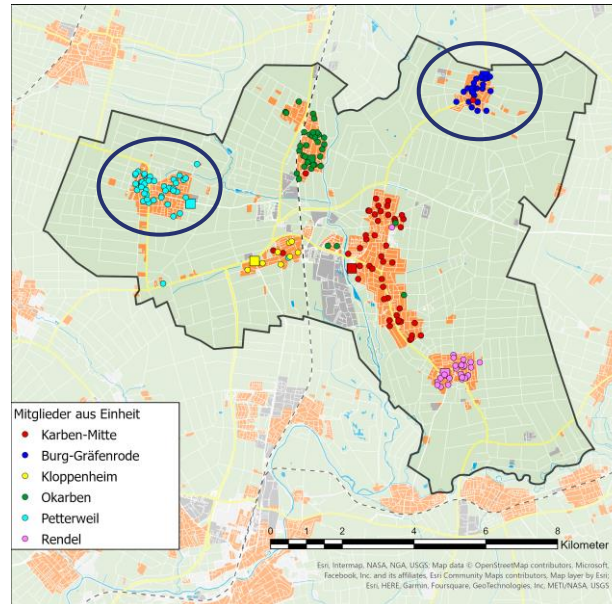 Mitglieder aus Einheit
Karben-Mitte
Burg-Gräfenrode
Kloppenheim
Okarben
Petterweil
Rendel
0 1 2 4 6 8
Kilometer
Esri, Intermap, NASA, NGA, USGS; Map data © OpenStreetMap contributors, Microsoft,
Facebook, Inc. and its affiliates, Esri Community Maps contributors, Map layer by Esri;
Esri, HERE, Garmin, Foursquare, GeoTechnologies, Inc, METI/NASA, USGS